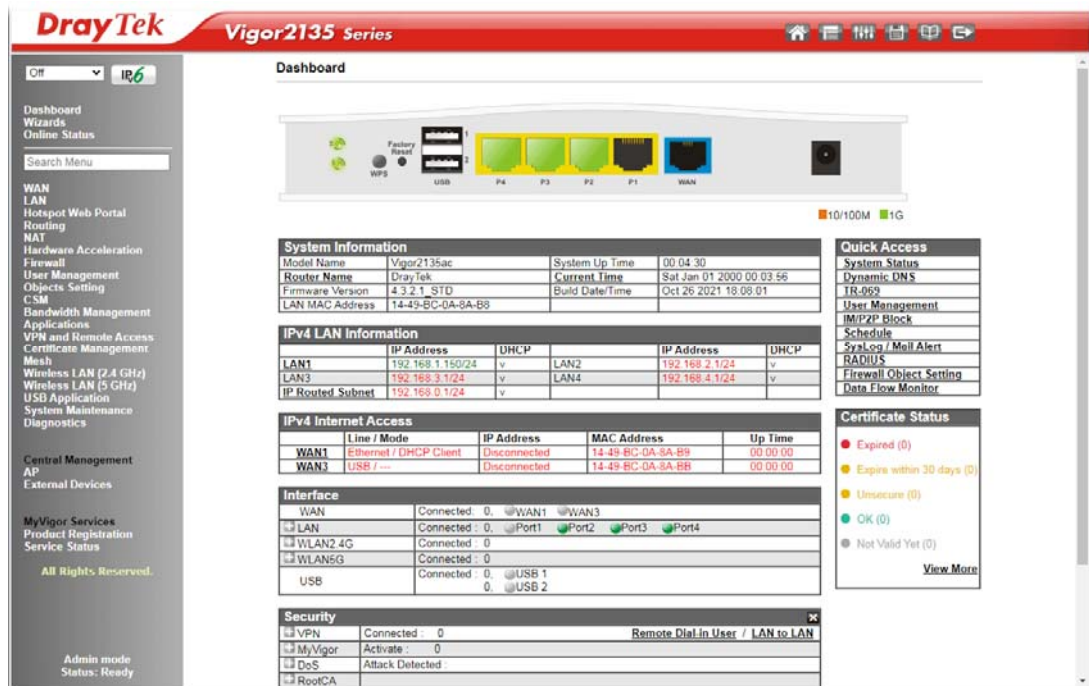 DrayTek Vigor2135 Series
Off IPv6
Dashboard
Wizards
Online Status
Search Menu
WAN
LAN
Hotspot Web Portal
Routing
NAT
Hardware Acceleration
Firewall
User Management
Objects Setting
CSM
Bandwidth Management
Applications
VPN and Remote Access
Certificate Management
Mesh
Wireless LAN (2.4 GHz)
Wireless LAN (5 GHz)
USB Application
System Maintenance
Diagnostics
Central Management
AP
External Devices
MyVigor Services
Product Registration
Service Status
All Rights Reserved.
Admin mode
Status: Ready
Dashboard
Factory
Reset
WPS
1
2
USB P4 P3 P2 P1 WAN
10/100M 1G
System Information
Model Name Vigor2135ac System Up Time 00:04:30
Router Name DrayTek Current Time Sat Jan 01 2000 00:03:56
Firmware Version 4.3.2.1_STD Build Date/Time Oct 26 2021 18:08:01
LAN MAC Address 14-49-BC-0A-8A-B8
IPv4 LAN Information
IP Address DHCP IP Address DHCP
LAN1 192.168.1.150/24 v LAN2 192.168.2.1/24 v
LAN3 192.168.3.1/24 v LAN4 192.168.4.1/24 v
IP Routed Subnet 192.168.0.1/24 v
IPv4 Internet Access
Line / Mode IP Address MAC Address Up Time
WAN1 Ethernet / DHCP Client Disconnected 14-49-BC-0A-8A-B9 00:00:00
WAN3 USB / --- Disconnected 14-49-BC-0A-8A-BB 00:00:00
Interface
WAN Connected: 0, WAN1 WAN3
LAN Connected : 0, Port1 Port2 Port3 Port4
WLAN2.4G Connected : 0
WLAN5G Connected : 0
USB Connected : 0, USB 1
0, USB 2
Security
VPN Connected : 0 Remote Dial-in User / LAN to LAN
MyVigor Activate : 0
DoS Attack Detected :
RootCA
Quick Access
System Status
Dynamic DNS
TR-069
User Management
IM/P2P Block
Schedule
SysLog / Mail Alert
RADIUS
Firewall Object Setting
Data Flow Monitor
Certificate Status
Expired (0)
Expire within 30 days (0)
Unsecure (0)
OK (0)
Not Valid Yet (0)
View More